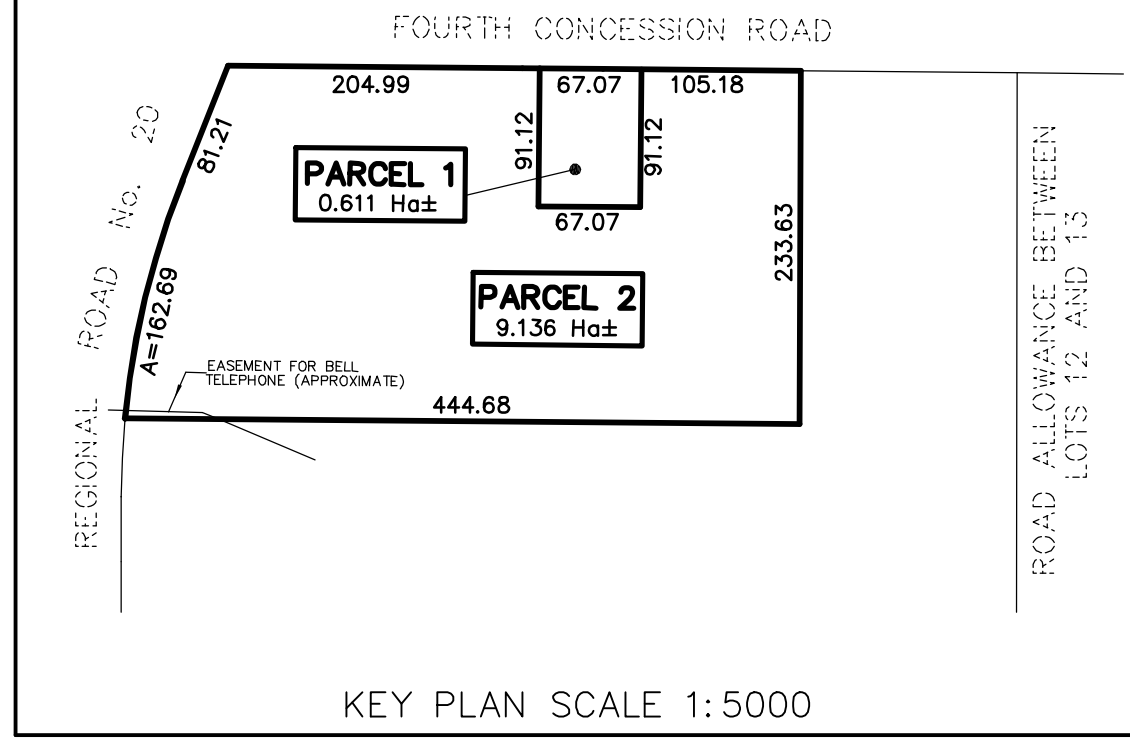 FOURTH CONCESSION ROAD
204.99
67.07
105.18
81.21
91.12
91.12
PARCEL 1
0.611 Ha±
67.07
233.63
PARCEL 2
9.136 Ha±
A=162.69
EASEMENT FOR BELL
TELEPHONE (APPROXIMATE)
444.68
REGIONAL ROAD No. 20
ROAD ALLOWANCE BETWEEN
LOTS 12 AND 13
KEY PLAN SCALE 1:5000